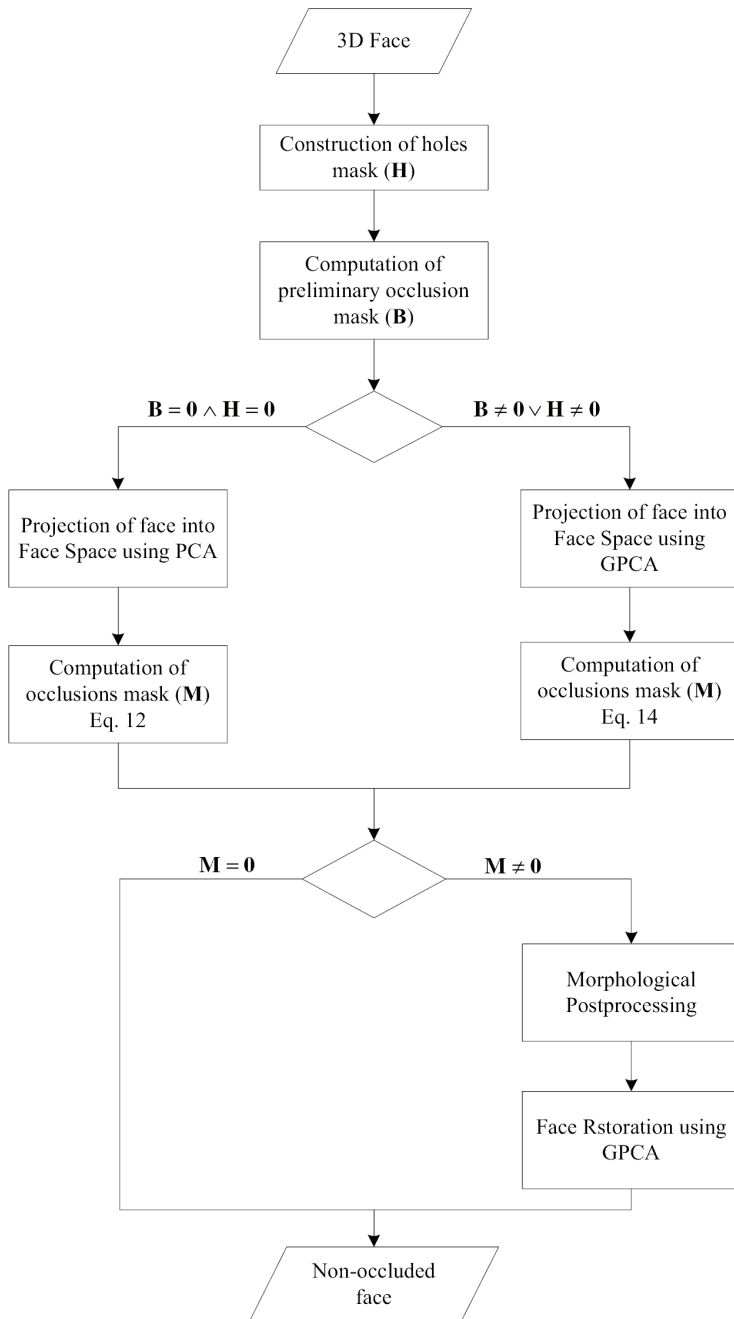 3D Face
Construction of holes
mask (H)
Computation of
preliminary occlusion
mask (B)
B = 0 ∧ H = 0
B ≠ 0 ∨ H ≠ 0
Projection of face into
Face Space using PCA
Projection of face into
Face Space using
GPCA
Computation of
occlusions mask (M)
Eq. 12
Computation of
occlusions mask (M)
Eq. 14
M = 0
M ≠ 0
Morphological
Postprocessing
Face Rstoration using
GPCA
Non-occluded
face